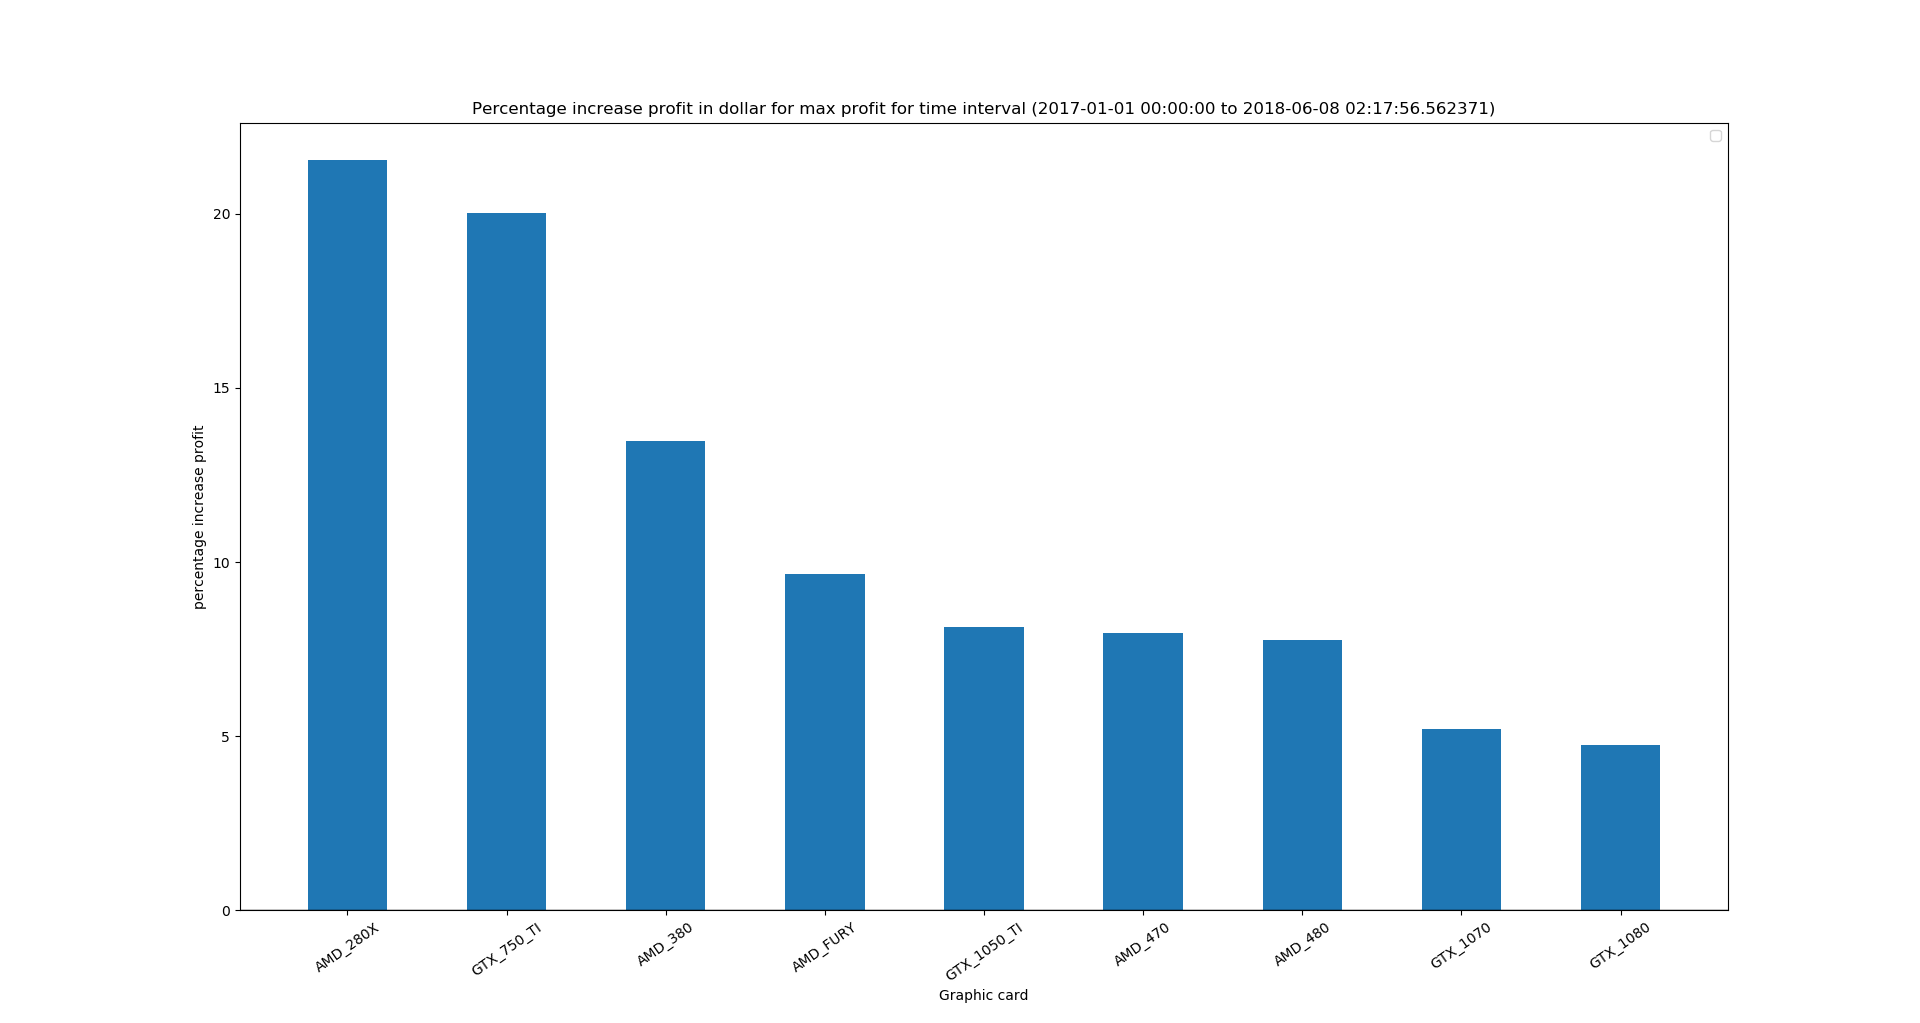 Percentage increase profit in dollar for max profit for time interval (2017-01-01 00:00:00 to 2018-06-08 02:17:56.562371)
percentage increase profit
20
15
10
5
0
AMD_280X
GTX_750_TI
AMD_380
AMD_FURY
GTX_1050_TI
AMD_470
AMD_480
GTX_1070
GTX_1080
Graphic card